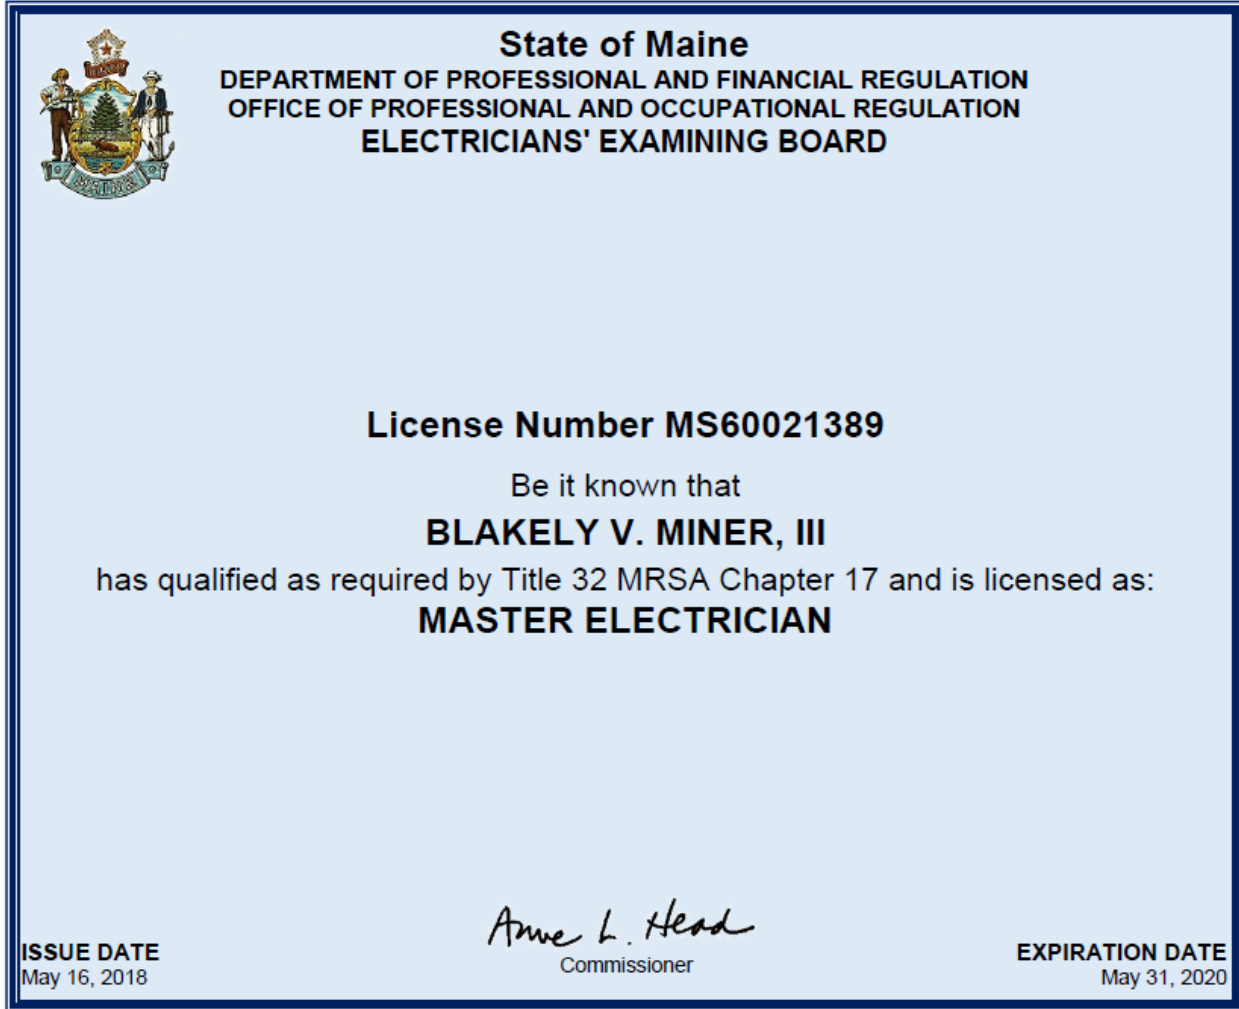 State of Maine
DEPARTMENT OF PROFESSIONAL AND FINANCIAL REGULATION
OFFICE OF PROFESSIONAL AND OCCUPATIONAL REGULATION
ELECTRICIANS' EXAMINING BOARD
MAINE
License Number MS60021389
Be it known that
BLAKELY V. MINER, III
has qualified as required by Title 32 MRSA Chapter 17 and is licensed as:
MASTER ELECTRICIAN
Anne L. Head
Commissioner
ISSUE DATE
May 16, 2018
EXPIRATION DATE
May 31, 2020